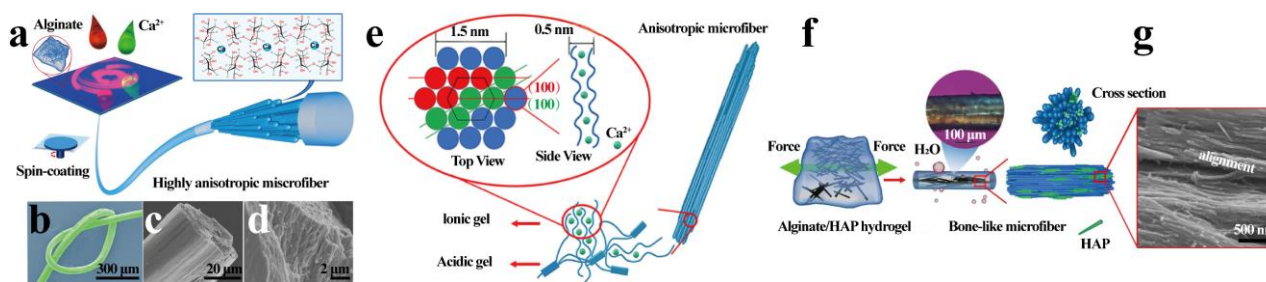 a
Alginate
Ca²⁺
Spin-coating
Highly anisotropic miscrofiber
b
300 μm
c
20 μm
d
2 μm
e
1.5 nm
0.5 nm
(100)
(100)
Ca²⁺
Top View
Side View
Ionic gel
Acidic gel
Anisotropic microfiber
f
Force
Force
H₂O
100 μm
Alginate/HAP hydrogel
Bone-like microfiber
Cross section
HAP
g
alignment
500 nm